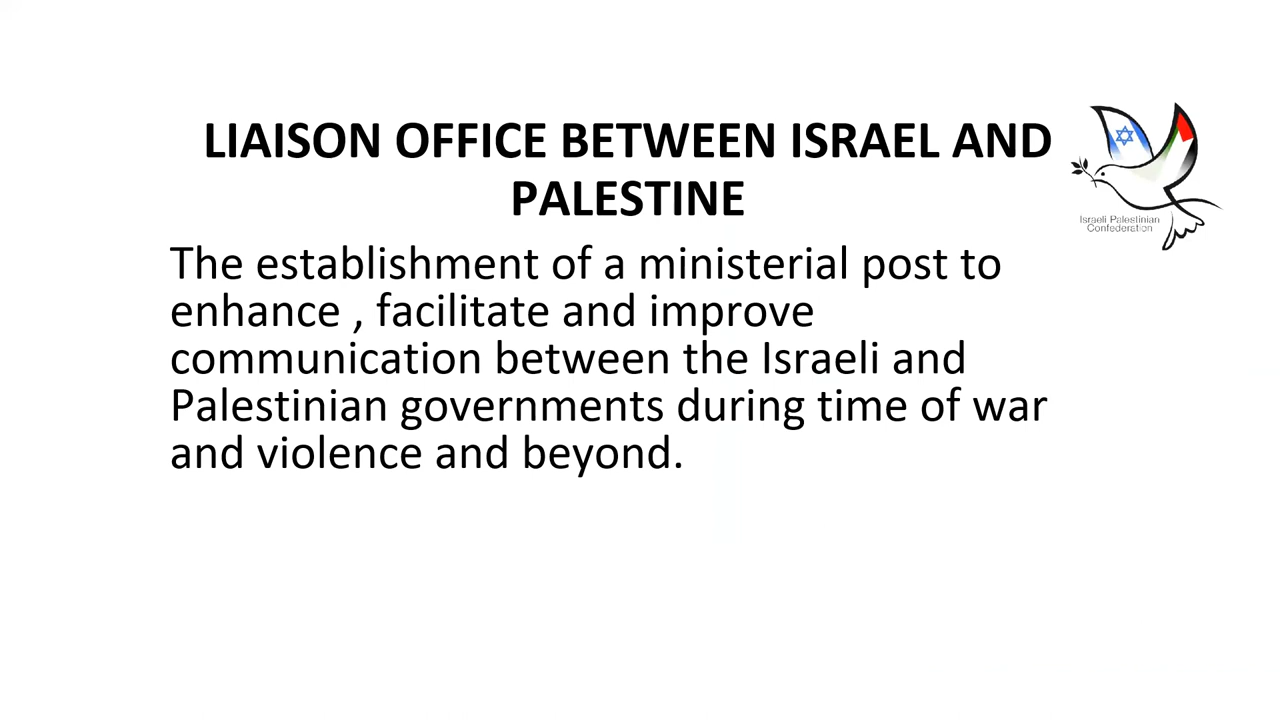 LIAISON OFFICE BETWEEN ISRAEL AND
PALESTINE
Israeli Palestinian
Confederation
The establishment of a ministerial post to
enhance , facilitate and improve
communication between the Israeli and
Palestinian governments during time of war
and violence and beyond.